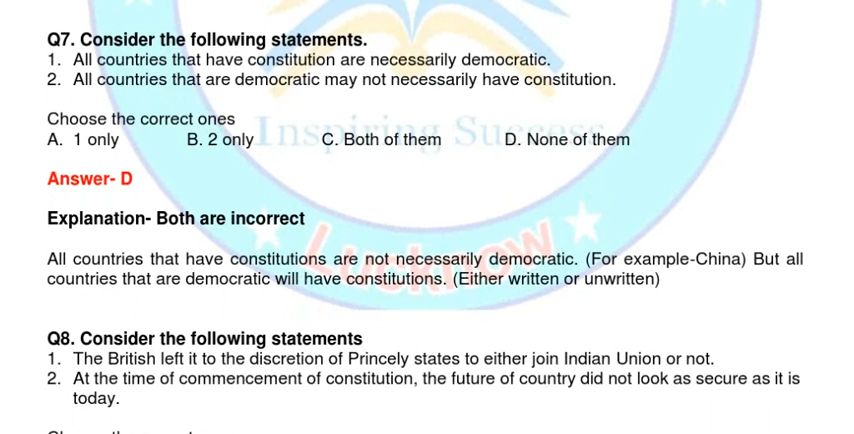 Q7. Consider the following statements.
1. All countries that have constitution are necessarily democratic.
2. All countries that are democratic may not necessarily have constitution.
Choose the correct ones
A. 1 only B. 2 only C. Both of them D. None of them
Inspiring Success
Answer- D
Explanation- Both are incorrect
Lucknow
All countries that have constitutions are not necessarily democratic. (For example-China) But all
countries that are democratic will have constitutions. (Either written or unwritten)
Q8. Consider the following statements
1. The British left it to the discretion of Princely states to either join Indian Union or not.
2. At the time of commencement of constitution, the future of country did not look as secure as it is
today.